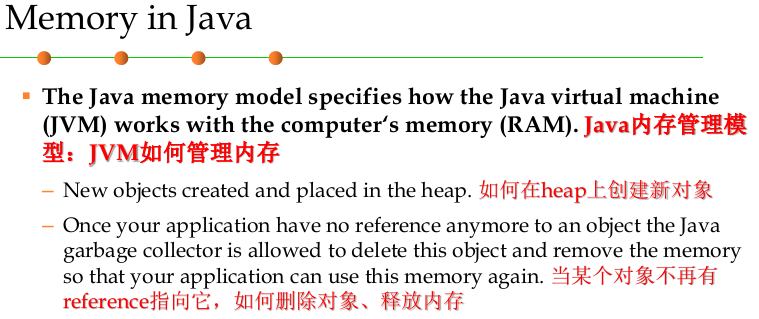 Memory in Java
The Java memory model specifies how the Java virtual machine
(JVM) works with the computer‘s memory (RAM). Java内存管理模
型：JVM如何管理内存
– New objects created and placed in the heap. 如何在heap上创建新对象
– Once your application have no reference anymore to an object the Java
garbage collector is allowed to delete this object and remove the memory
so that your application can use this memory again. 当某个对象不再有
reference指向它，如何删除对象、释放内存